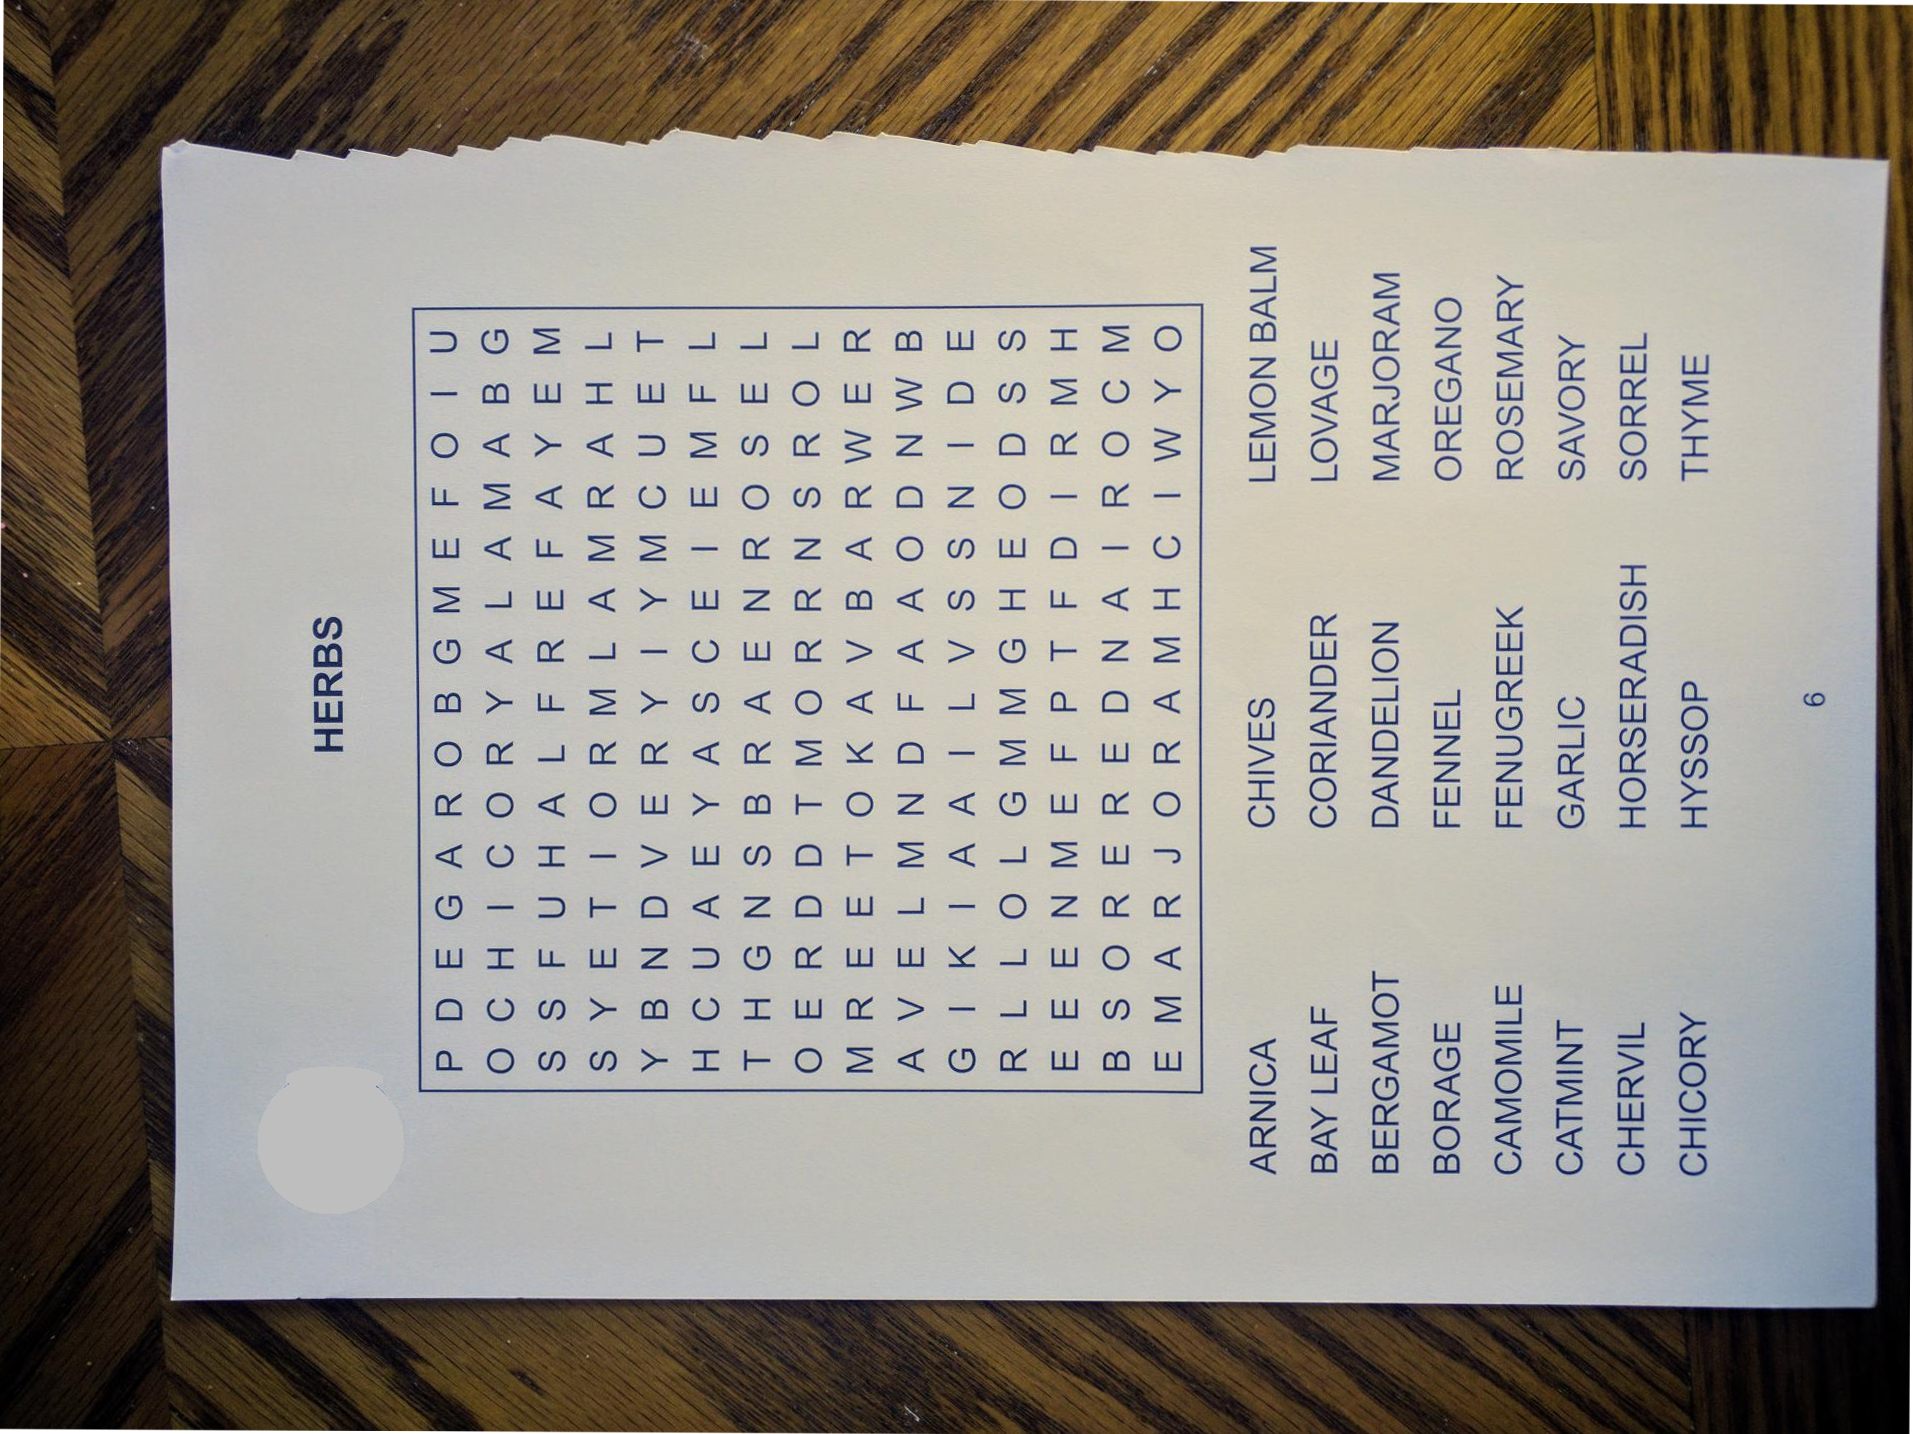 HERBS
P D E G A R O B G M E F O I U
O C H I C O R Y A L A M A B G
S S F U H A L F R E F A Y E M
S Y E T I O R M L A M R A H L
Y B N D V E R Y I Y M C U E T
H C U A E Y A S C E I E M F L
T H G N S B R A E N R O S E L
O E R D D T M O R R N S R O L
M R E E T O K A V B A R W E R
A V E L M N D F A A O D N W B
G I K I A A I L V S S N I D E
R L L O L G M M G H E O D S S
E E E N M E F P T F D I R M H
B S O R E R E D N A I R O C M
E M A R J O R A M H C I W Y O
ARNICA CHIVES LEMON BALM
BAY LEAF CORIANDER LOVAGE
BERGAMOT DANDELION MARJORAM
BORAGE FENNEL OREGANO
CAMOMILE FENUGREEK ROSEMARY
CATMINT GARLIC SAVORY
CHERVIL HORSERADISH SORREL
CHICORY HYSSOP THYME
6